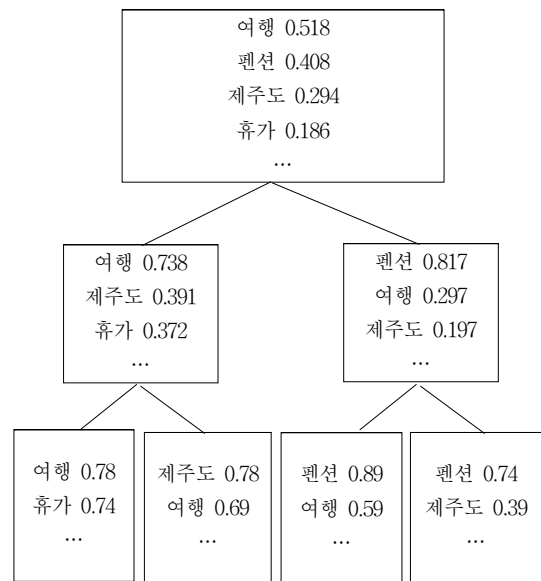 여행 0.518
펜션 0.408
제주도 0.294
휴가 0.186
...
여행 0.738
제주도 0.391
휴가 0.372
...
펜션 0.817
여행 0.297
제주도 0.197
...
여행 0.78
휴가 0.74
...
제주도 0.78
여행 0.69
...
펜션 0.89
여행 0.59
...
펜션 0.74
제주도 0.39
...